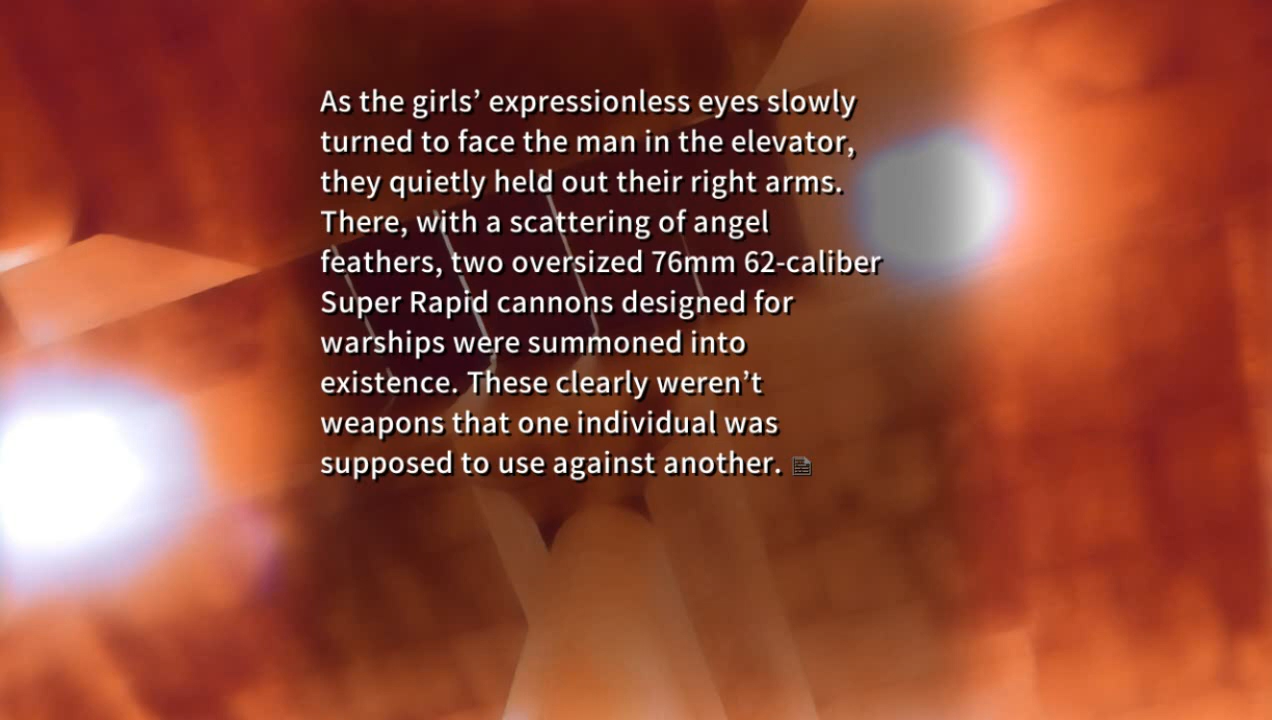 As the girls’ expressionless eyes slowly
turned to face the man in the elevator,
they quietly held out their right arms.
There, with a scattering of angel
feathers, two oversized 76mm 62-caliber
Super Rapid cannons designed for
warships were summoned into
existence. These clearly weren’t
weapons that one individual was
supposed to use against another.